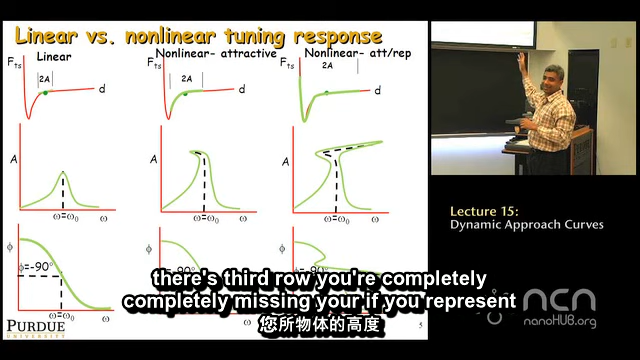 Linear vs. nonlinear tuning response
Linear
Nonlinear- attractive
Nonlinear- att/rep
Fts
2A
d
Fts
2A
d
Fts
2A
d
A
ω=ω0
ω
A
ω=ω0
ω
A
ω=ω0
ω
ϕ
ϕ=-90°
ω=ω0
ω
ϕ
ϕ
Lecture 15:
Dynamic Approach Curves
there's third row you're completely
completely missing your if you represent
您所物体的高度
PURDUE
UNIVERSITY
5
ncn
nanoHUB.org